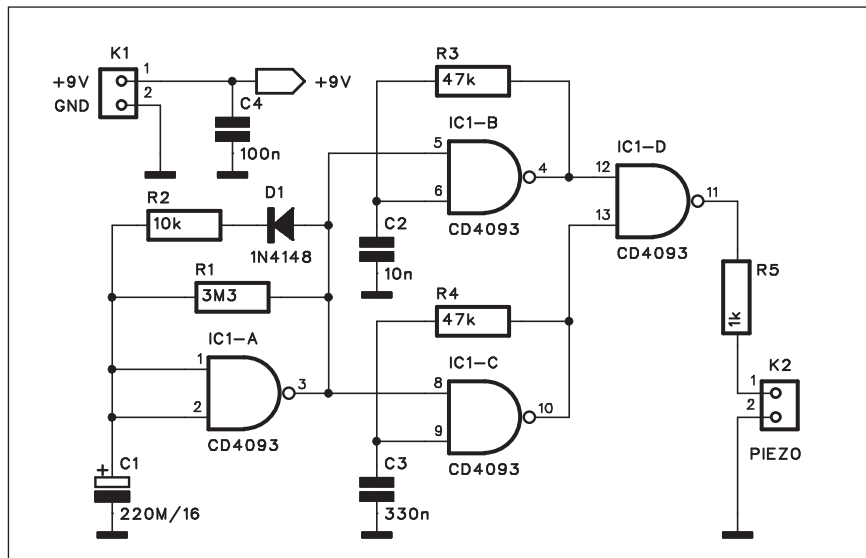 K1
+9V
1
+9V
GND
2
C4
100n
R3
47k
IC1-B
5
4
6
CD4093
C2
10n
IC1-D
12
11
13
CD4093
R2
10k
D1
1N4148
R1
3M3
IC1-A
1
3
2
CD4093
C1
+
220M/16
R4
47k
IC1-C
8
10
9
CD4093
C3
330n
R5
1k
K2
1
2
PIEZO